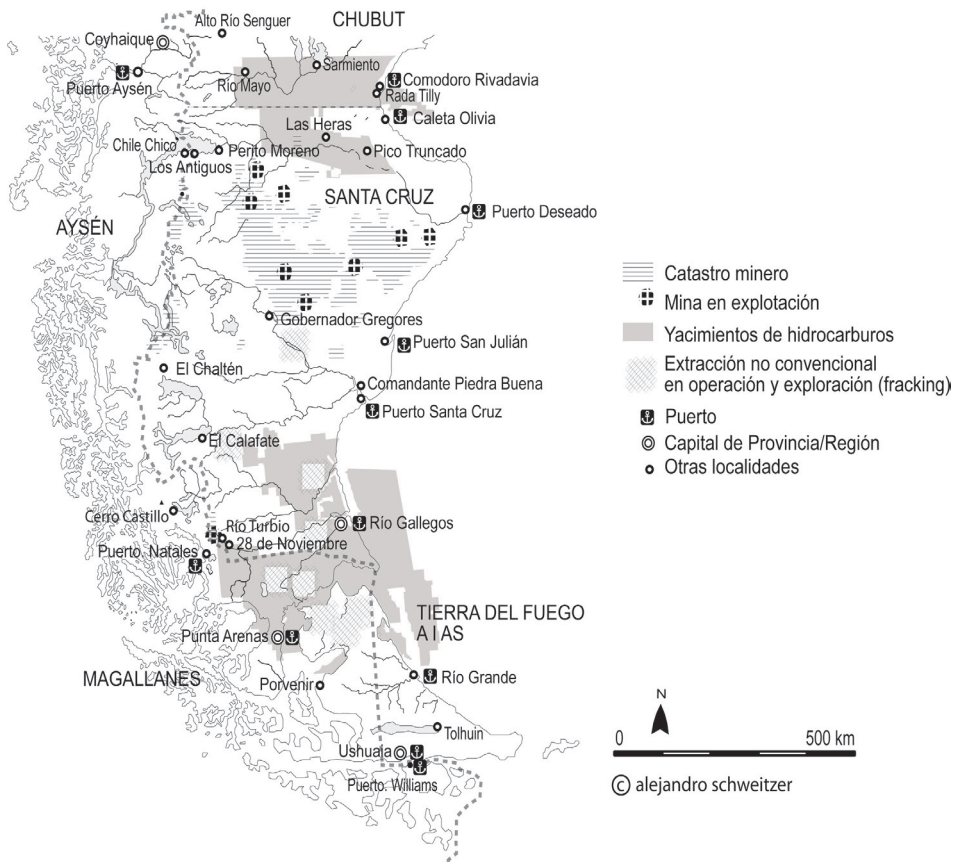 CHUBUT
Alto Río Senguer
Coyhaique
Sarmiento
Puerto Aysén
Río Mayo
Comodoro Rivadavia
Rada Tilly
Caleta Olivia
Las Heras
Chile Chico
Perito Moreno
Pico Truncado
Los Antiguos
SANTA CRUZ
Puerto Deseado
AYSÉN
Gobernador Gregores
Puerto San Julián
El Chaltén
Comandante Piedra Buena
Puerto Santa Cruz
El Calafate
Cerro Castillo
Río Turbio
Río Gallegos
28 de Noviembre
Puerto. Natales
TIERRA DEL FUEGO
A I AS
Punta Arenas
MAGALLANES
Porvenir
Río Grande
Tolhuin
Ushuaia
Puerto. Williams
Catastro minero
Mina en explotación
Yacimientos de hidrocarburos
Extracción no convencional
en operación y exploración (fracking)
Puerto
Capital de Provincia/Región
Otras localidades
N
0 500 km
© alejandro schweitzer